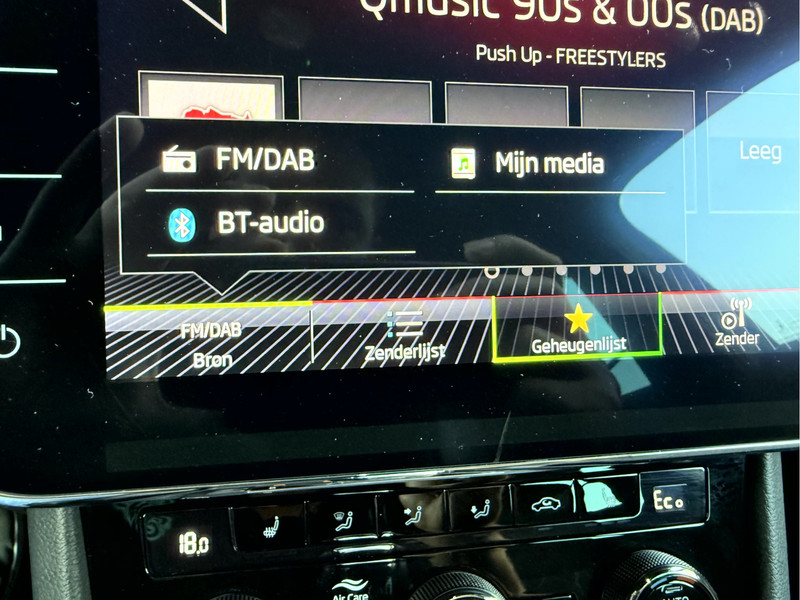 Qmusic 90s & 00s (DAB)
Push Up - FREESTYLERS
Leeg
FM/DAB
Mijn media
BT-audio
FM/DAB
Bron
Zenderlijst
Geheugenlijst
Zender
18,0
Eco
Air Care
AUTO